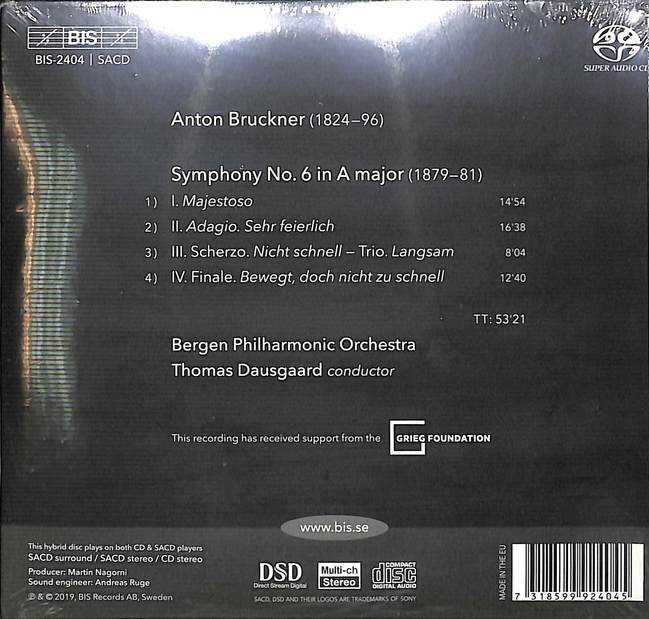 BIS
BIS-2404 | SACD
SUPER AUDIO CD
Anton Bruckner (1824–96)
Symphony No. 6 in A major (1879–81)
1) I. Majestoso 14'54
2) II. Adagio. Sehr feierlich 16'38
3) III. Scherzo. Nicht schnell – Trio. Langsam 8'04
4) IV. Finale. Bewegt, doch nicht zu schnell 12'40
TT: 53'21
Bergen Philharmonic Orchestra
Thomas Dausgaard conductor
This recording has received support from the GRIEG FOUNDATION
www.bis.se
This hybrid disc plays on both CD & SACD players
SACD surround / SACD stereo / CD stereo
Producer: Martin Nagorni
Sound engineer: Andreas Ruge
℗ & © 2019, BIS Records AB, Sweden
DSD
Direct Stream Digital
Multi-ch
Stereo
COMPACT
disc
DIGITAL AUDIO
SACD, DSD AND THEIR LOGOS ARE TRADEMARKS OF SONY
MADE IN THE EU
7 318599 924045